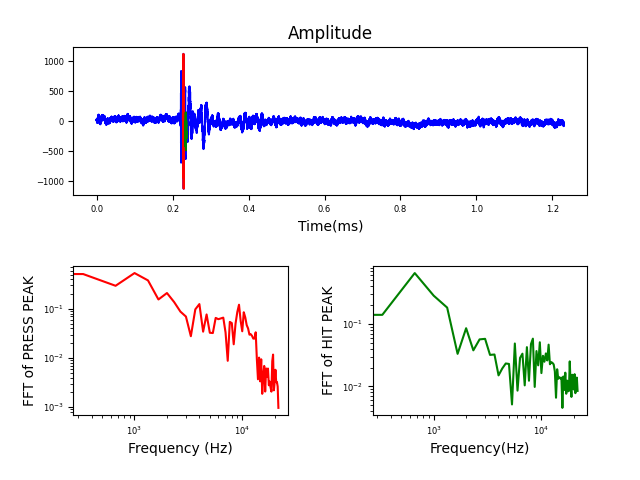 Amplitude
1000
500
0
−500
−1000
0.0 0.2 0.4 0.6 0.8 1.0 1.2
Time(ms)
FFT of PRESS PEAK
10⁻¹
10⁻²
10⁻³
10³ 10⁴
Frequency (Hz)
FFT of HIT PEAK
10⁻¹
10⁻²
10³ 10⁴
Frequency(Hz)